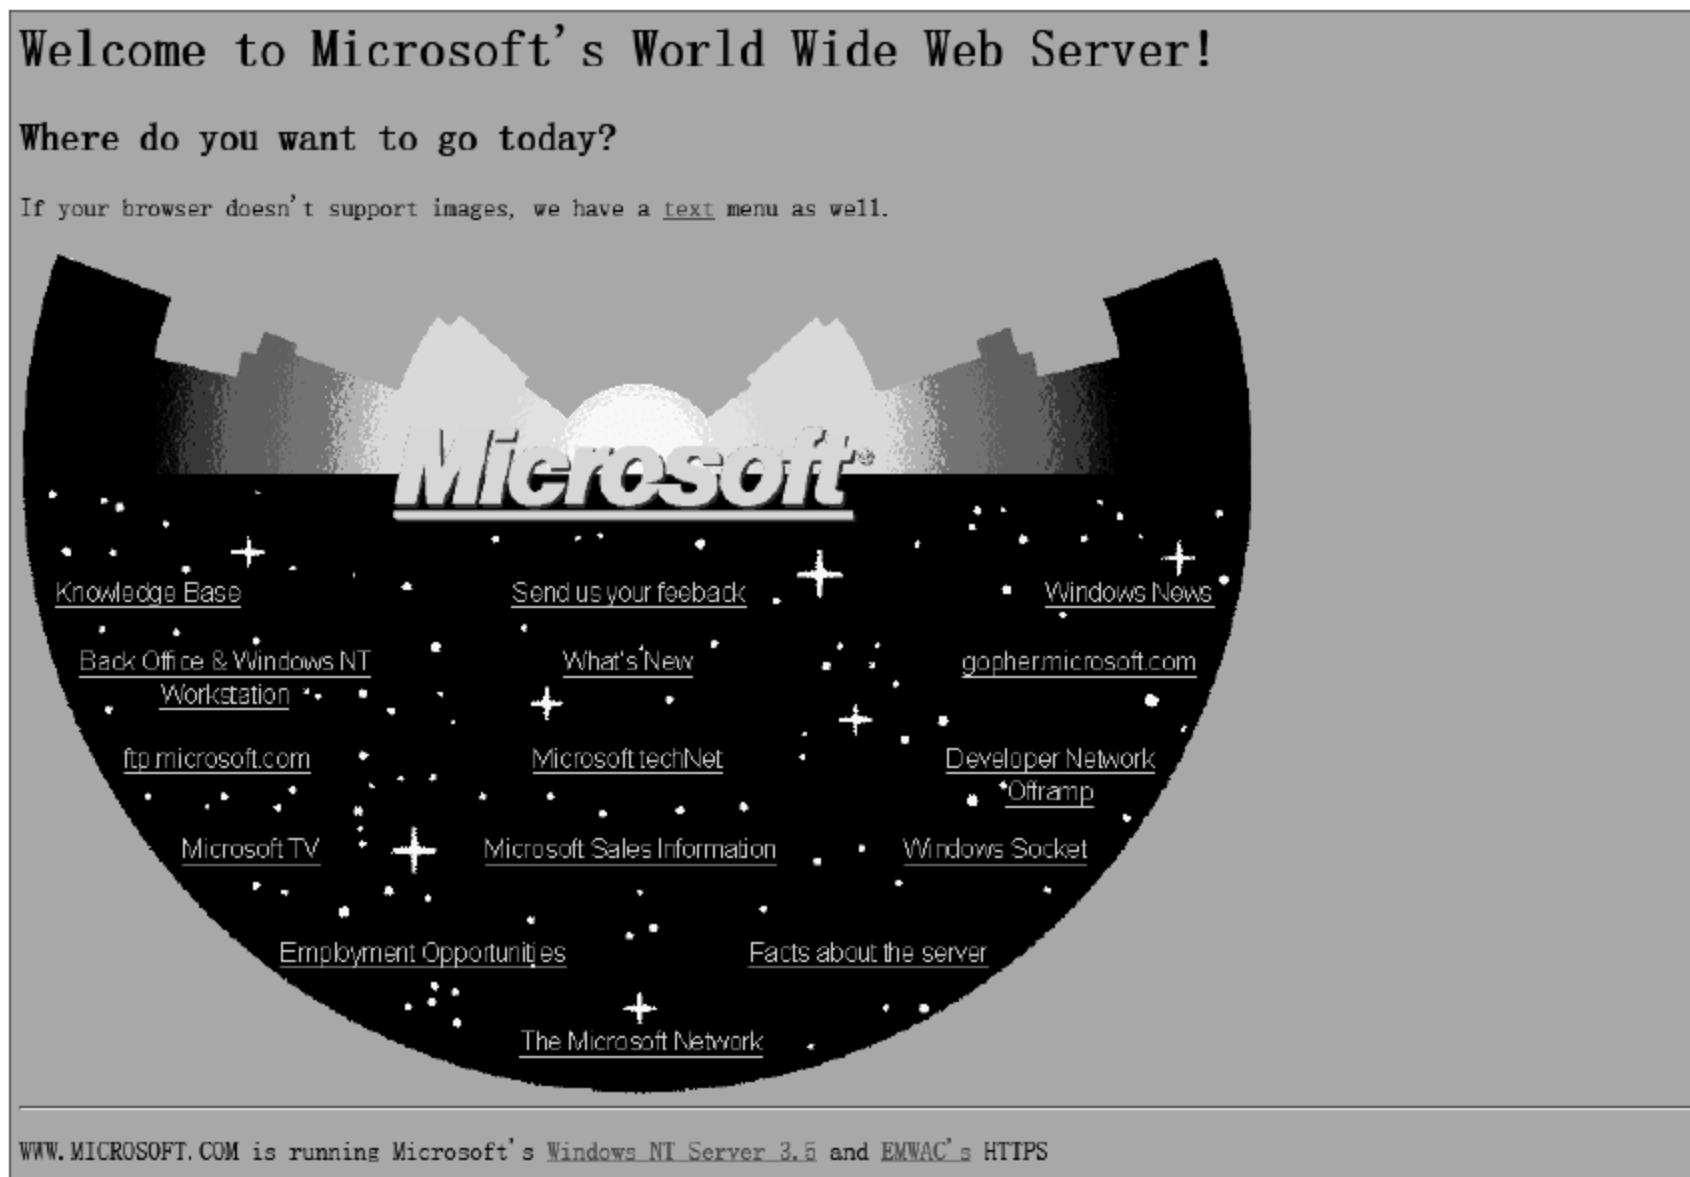 Welcome to Microsoft's World Wide Web Server!
Where do you want to go today?
If your browser doesn't support images, we have a text menu as well.
Microsoft®
Knowledge Base
Send us your feeback
Windows News
Back Office & Windows NT
Workstation
What's New
gopher.microsoft.com
ftp.microsoft.com
Microsoft techNet
Developer Network
Offramp
Microsoft TV
Microsoft Sales Information
Windows Socket
Employment Opportunities
Facts about the server
The Microsoft Network
WWW.MICROSOFT.COM is running Microsoft's Windows NT Server 3.5 and EMWAC's HTTPS